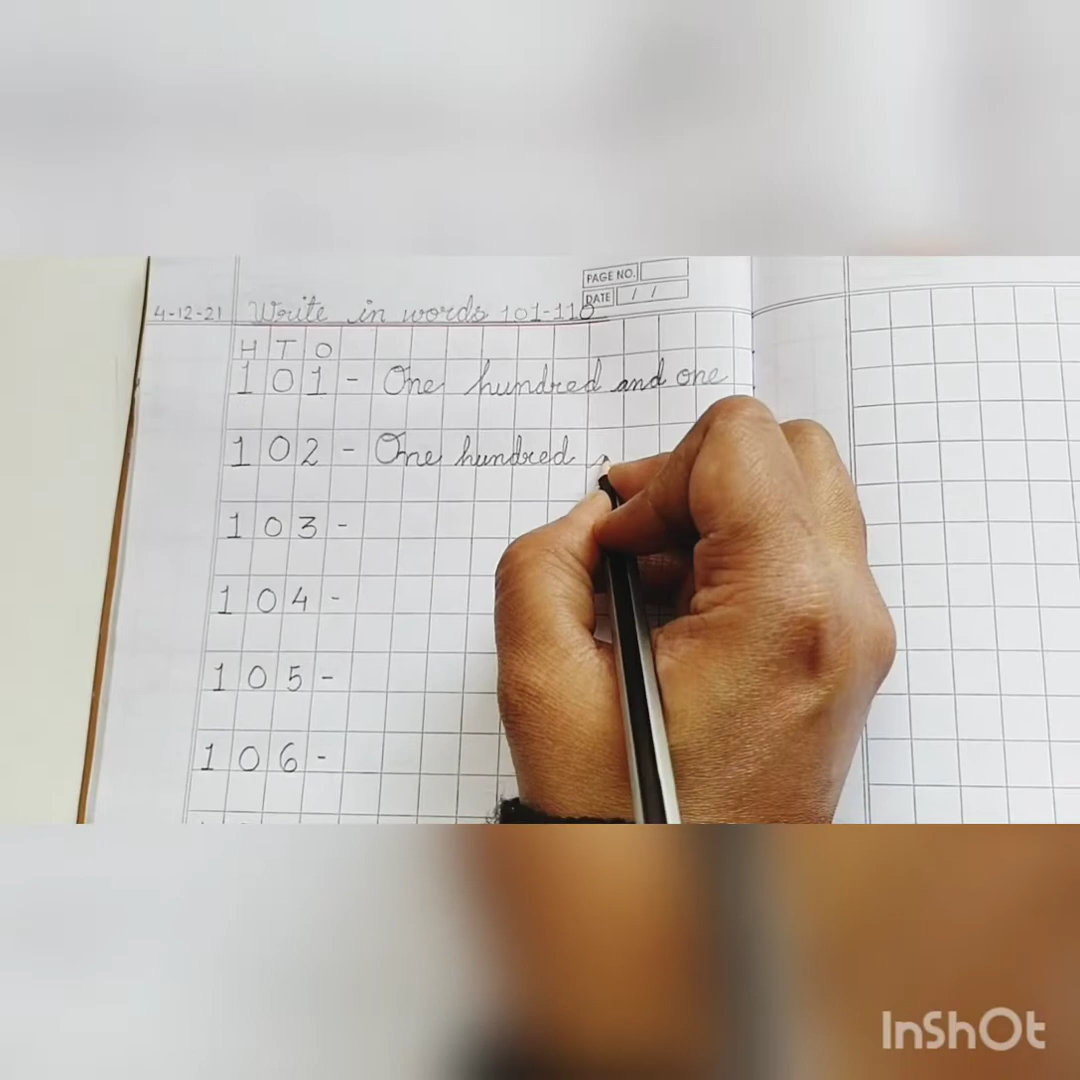 PAGE NO.
DATE / /
4-12-21 Write in words 101-110
H T O
101 - One hundred and one
102 - One hundred
103 -
104 -
105 -
106 -
InShOt